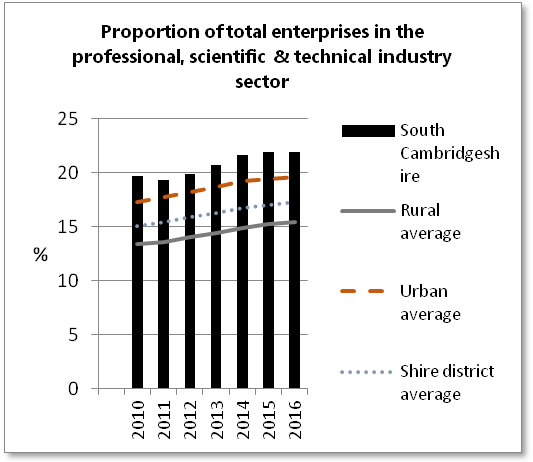 Proportion of total enterprises in the
professional, scientific & technical industry
sector
25
20
15
10
5
0
%
2010
2011
2012
2013
2014
2015
2016
South
Cambridgesh
ire
Rural
average
Urban
average
Shire district
average